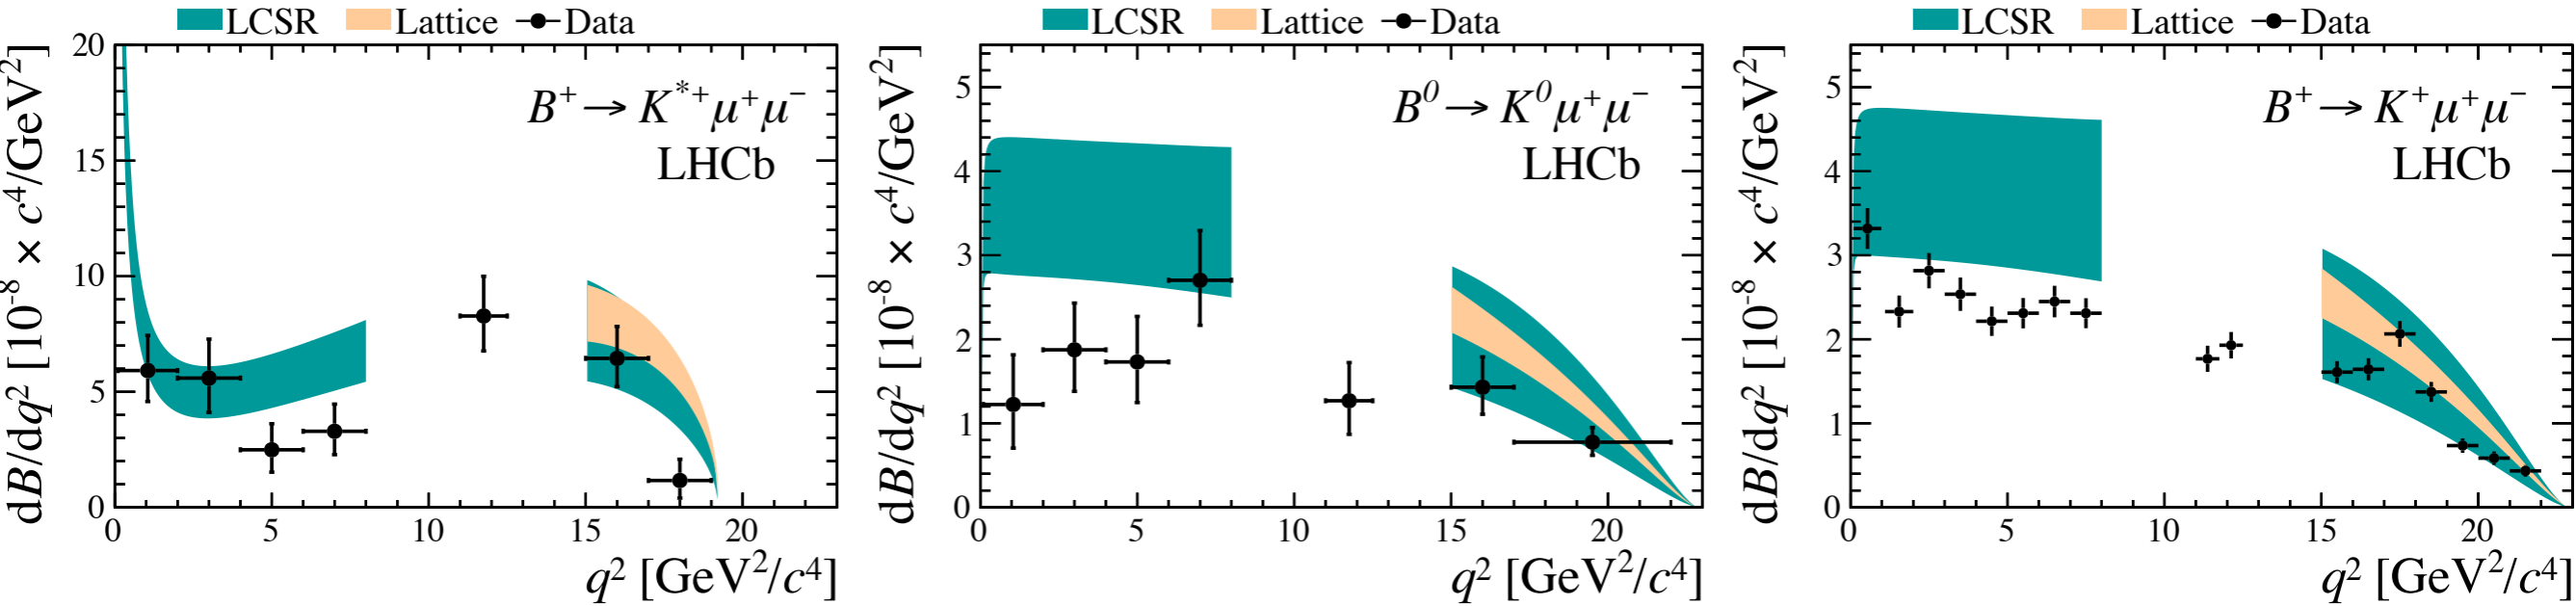 LCSR Lattice Data
dB/dq² [10⁻⁸ × c⁴/GeV²]
20
15
10
5
0
B⁺→ K*⁺μ⁺μ⁻
LHCb
0 5 10 15 20
q² [GeV²/c⁴]
LCSR Lattice Data
dB/dq² [10⁻⁸ × c⁴/GeV²]
5
4
3
2
1
0
B⁰→ K⁰μ⁺μ⁻
LHCb
0 5 10 15 20
q² [GeV²/c⁴]
LCSR Lattice Data
dB/dq² [10⁻⁸ × c⁴/GeV²]
5
4
3
2
1
0
B⁺→ K⁺μ⁺μ⁻
LHCb
0 5 10 15 20
q² [GeV²/c⁴]